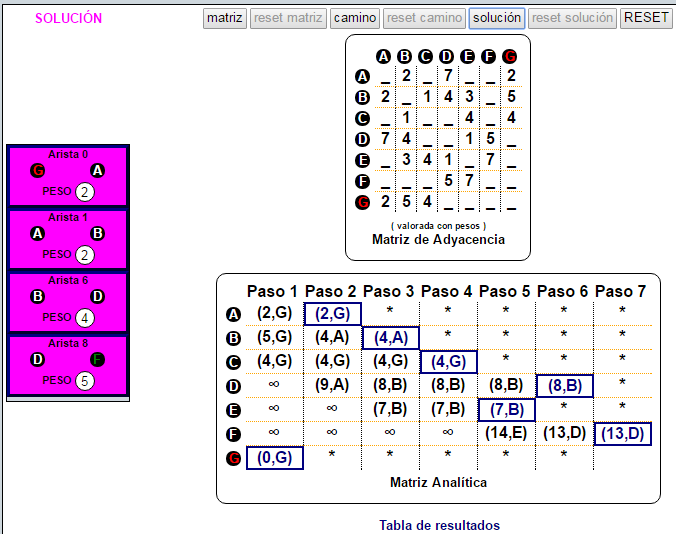 SOLUCIÓN
matriz reset matriz camino reset camino solución reset solución RESET
A B C D E F G
A _ 2 _ 7 _ _ 2
B 2 _ 1 4 3 _ 5
C _ 1 _ _ 4 _ 4
D 7 4 _ _ 1 5 _
E _ 3 4 1 _ 7 _
F _ _ _ 5 7 _ _
G 2 5 4 _ _ _ _
( valorada con pesos )
Matriz de Adyacencia
Arista 0
G A
PESO 2
Arista 1
A B
PESO 2
Arista 6
B D
PESO 4
Arista 8
D F
PESO 5
Paso 1 Paso 2 Paso 3 Paso 4 Paso 5 Paso 6 Paso 7
A (2,G) (2,G) * * * * *
B (5,G) (4,A) (4,A) * * * *
C (4,G) (4,G) (4,G) (4,G) * * *
D ∞ (9,A) (8,B) (8,B) (8,B) (8,B) *
E ∞ ∞ (7,B) (7,B) (7,B) * *
F ∞ ∞ ∞ ∞ (14,E) (13,D) (13,D)
G (0,G) * * * * * *
Matriz Analítica
Tabla de resultados